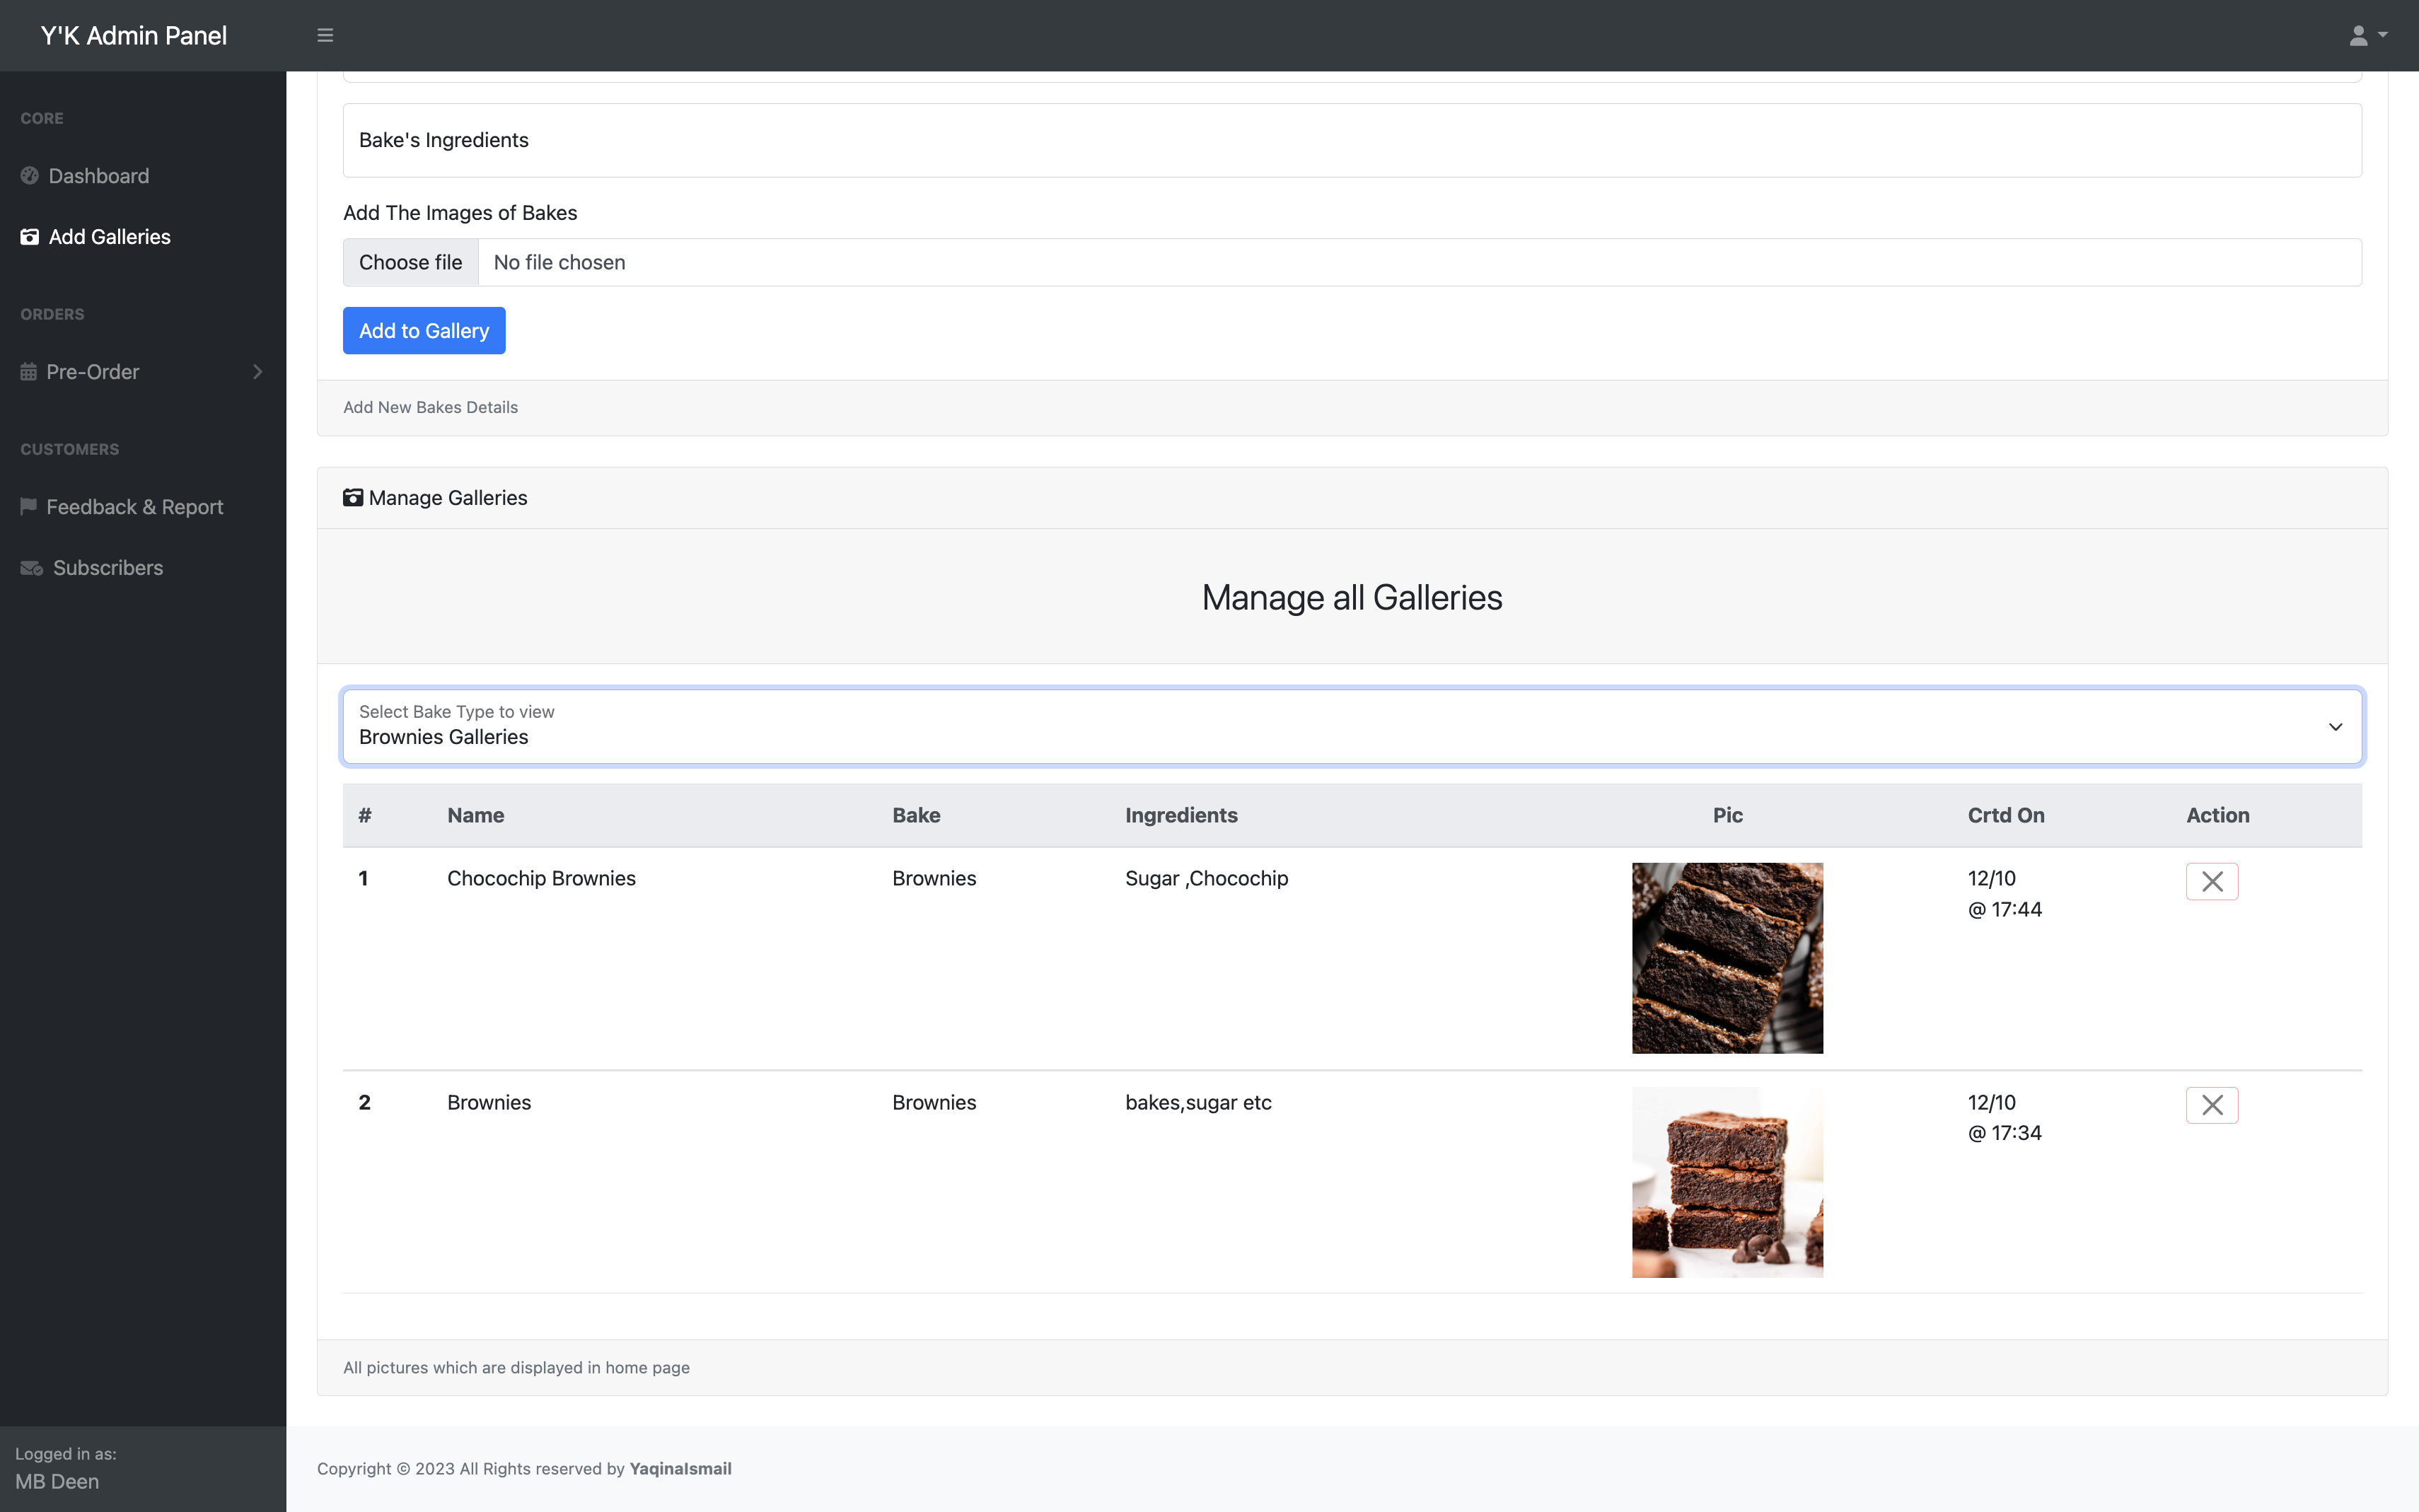 Y'K Admin Panel
CORE
Dashboard
Add Galleries
ORDERS
Pre-Order
CUSTOMERS
Feedback & Report
Subscribers
Logged in as:
MB Deen
Bake's Ingredients
Add The Images of Bakes
Choose file No file chosen
Add to Gallery
Add New Bakes Details
Manage Galleries
Manage all Galleries
Select Bake Type to view
Brownies Galleries
# Name Bake Ingredients Pic Crtd On Action
1 Chocochip Brownies Brownies Sugar ,Chocochip 12/10
@ 17:44
2 Brownies Brownies bakes,sugar etc 12/10
@ 17:34
All pictures which are displayed in home page
Copyright © 2023 All Rights reserved by YaqinaIsmail